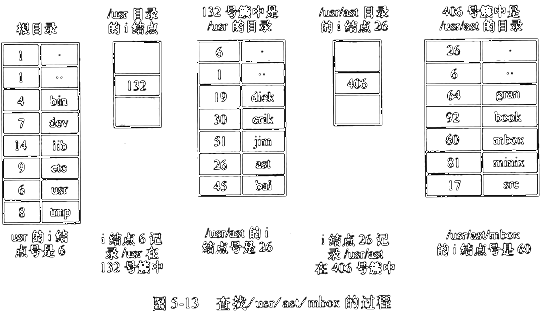 根目录
1 .
1 ..
4 bin
7 dev
14 lib
9 etc
6 usr
8 tmp
usr 的 i 结
点号是 6
/usr 目录
的 i 结点
132
i 结点 6 记
录 /usr 在
132 号簇中
132 号簇中是
/usr 的目录
6 .
1 ..
19 disk
30 erik
51 jim
26 ast
45 bal
/usr/ast 的 i
结点号是 26
/usr/ast 目录
的 i 结点 26
406
i 结点 26 记
录 /usr/ast
在 406 号簇中
406 号簇中是
/usr/ast 的目录
26 .
6 ..
64 gran
92 book
60 mbox
81 minix
17 src
/usr/ast/mbox
的 i 结点号是 60
图 5-13 查找/usr/ast/mbox 的过程